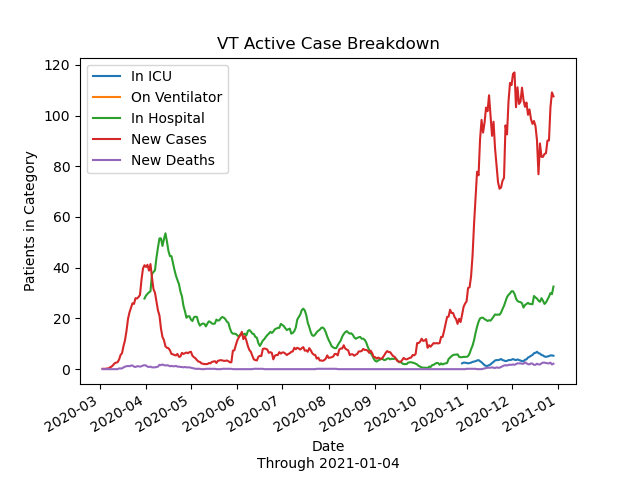 VT Active Case Breakdown
120
100
80
60
40
20
0
Patients in Category
In ICU
On Ventilator
In Hospital
New Cases
New Deaths
2020-03
2020-04
2020-05
2020-06
2020-07
2020-08
2020-09
2020-10
2020-11
2020-12
2021-01
Date
Through 2021-01-04